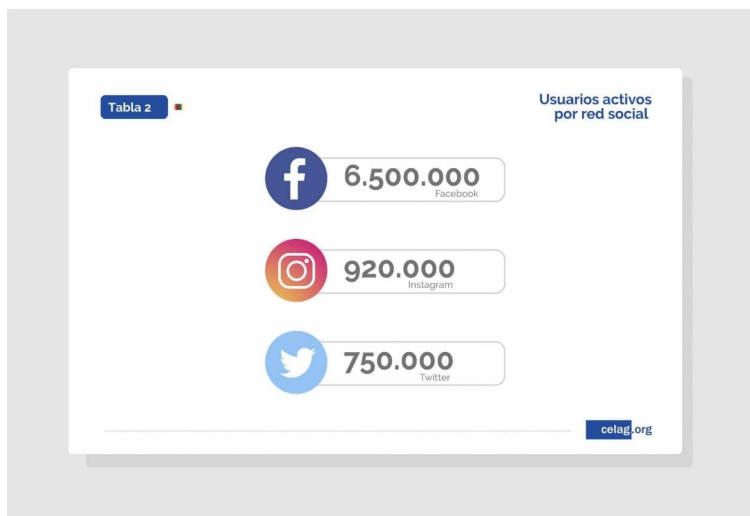 Tabla 2
Usuarios activos
por red social
6.500.000
Facebook
920.000
Instagram
750.000
Twitter
celag.org